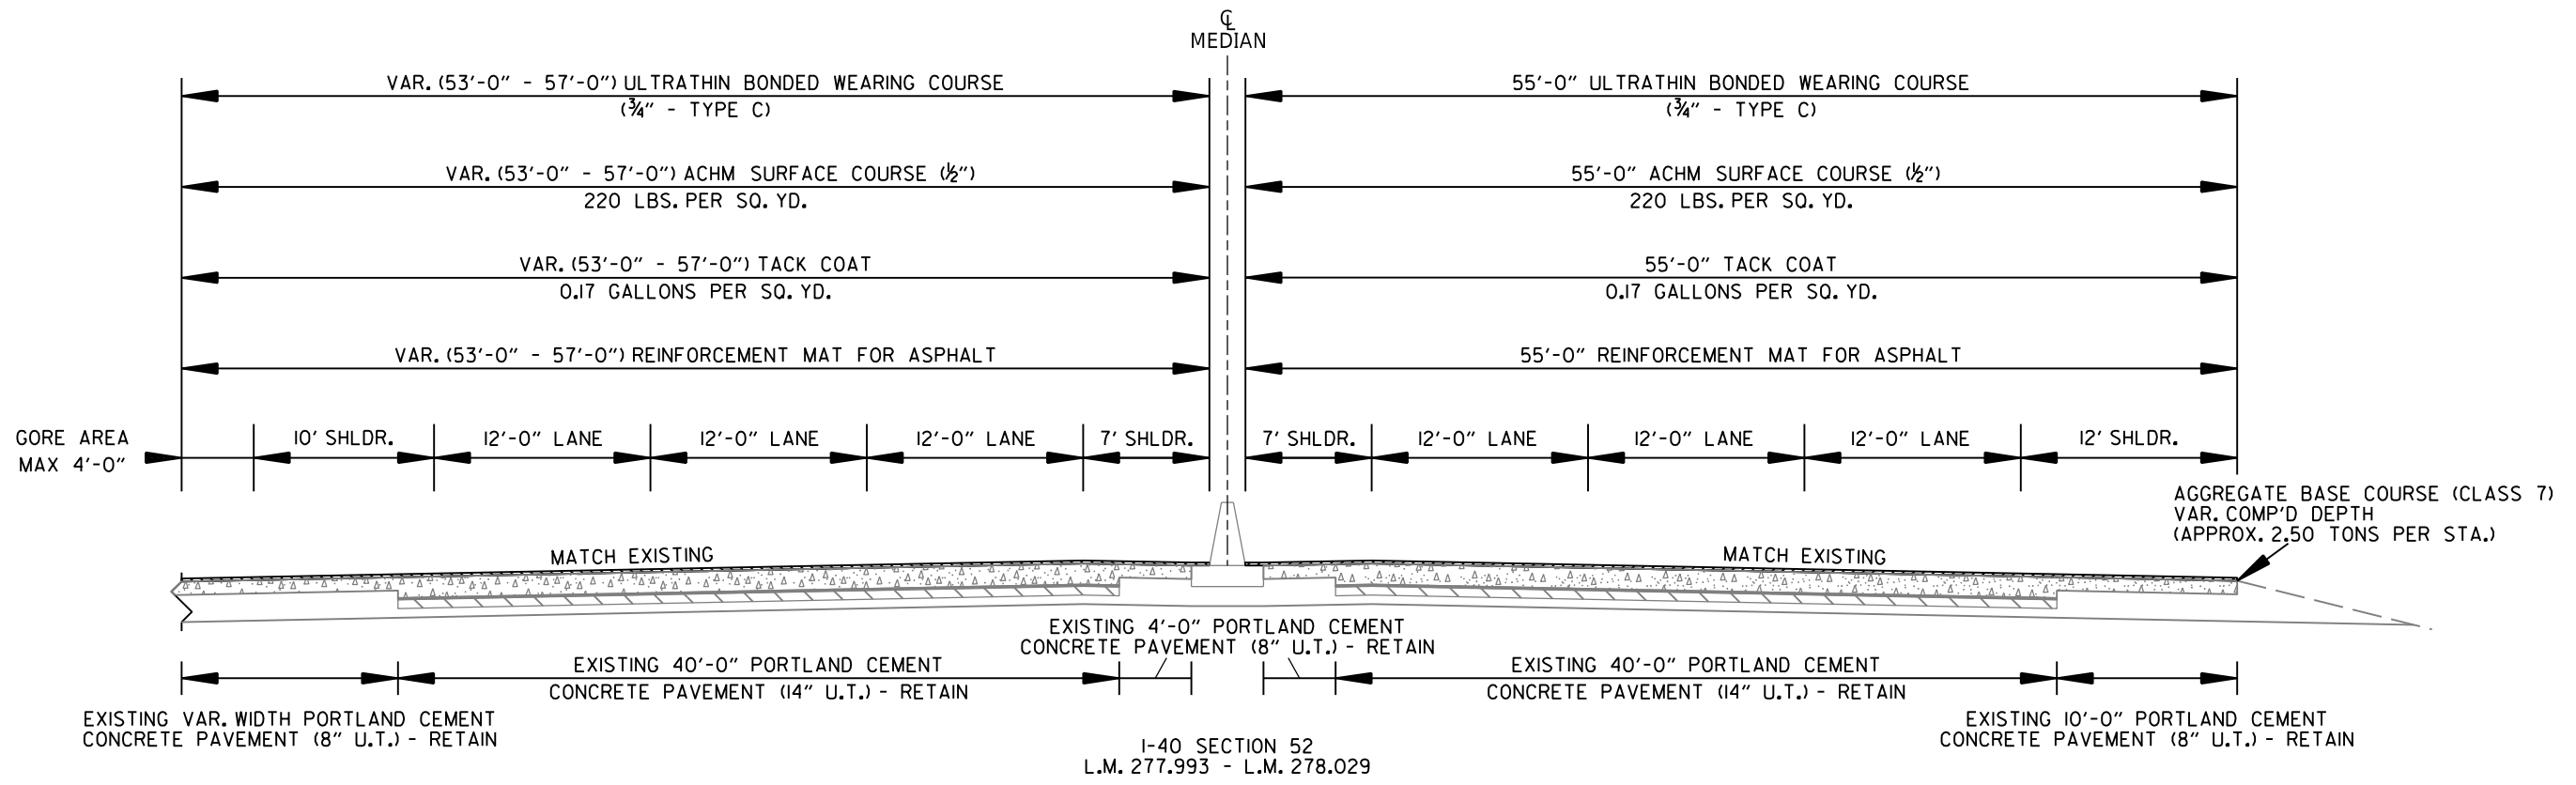 ℄
MEDIAN
VAR. (53'-0" - 57'-0") ULTRATHIN BONDED WEARING COURSE
(¾" - TYPE C)
55'-0" ULTRATHIN BONDED WEARING COURSE
(¾" - TYPE C)
VAR. (53'-0" - 57'-0") ACHM SURFACE COURSE (½")
220 LBS. PER SQ. YD.
55'-0" ACHM SURFACE COURSE (½")
220 LBS. PER SQ. YD.
VAR. (53'-0" - 57'-0") TACK COAT
0.17 GALLONS PER SQ. YD.
55'-0" TACK COAT
0.17 GALLONS PER SQ. YD.
VAR. (53'-0" - 57'-0") REINFORCEMENT MAT FOR ASPHALT
55'-0" REINFORCEMENT MAT FOR ASPHALT
GORE AREA
MAX 4'-0"
10' SHLDR.
12'-0" LANE
12'-0" LANE
12'-0" LANE
7' SHLDR.
7' SHLDR.
12'-0" LANE
12'-0" LANE
12'-0" LANE
12' SHLDR.
AGGREGATE BASE COURSE (CLASS 7)
VAR. COMP'D DEPTH
(APPROX. 2.50 TONS PER STA.)
MATCH EXISTING
MATCH EXISTING
EXISTING 4'-0" PORTLAND CEMENT
CONCRETE PAVEMENT (8" U.T.) - RETAIN
EXISTING 40'-0" PORTLAND CEMENT
CONCRETE PAVEMENT (14" U.T.) - RETAIN
EXISTING 40'-0" PORTLAND CEMENT
CONCRETE PAVEMENT (14" U.T.) - RETAIN
EXISTING VAR. WIDTH PORTLAND CEMENT
CONCRETE PAVEMENT (8" U.T.) - RETAIN
EXISTING 10'-0" PORTLAND CEMENT
CONCRETE PAVEMENT (8" U.T.) - RETAIN
I-40 SECTION 52
L.M. 277.993 - L.M. 278.029